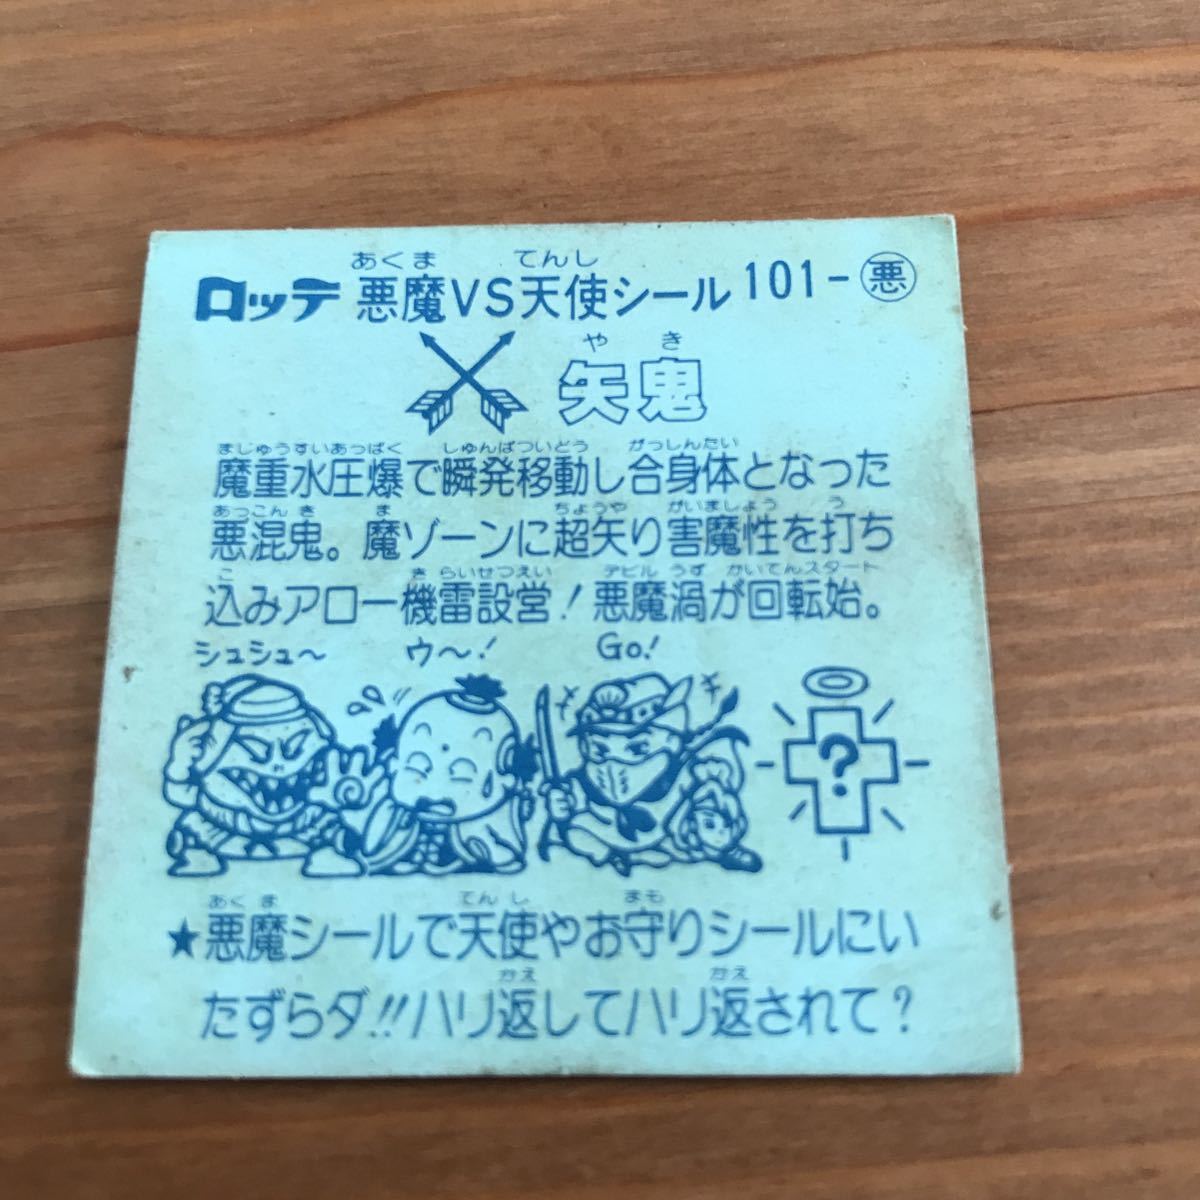 あくま てんし
ロッテ 悪魔VS天使シール 101-悪
やき
矢鬼
まじゅうすいあっぱく しゅんぱついどう がっしんたい
魔重水圧爆で瞬発移動し合身体となった
あっこんき ま ちょうや がいましょう う
悪混鬼。魔ゾーンに超矢り害魔性を打ち
こ きらいせつえい デビルうず かいてんスタート
込みアロー機雷設営!悪魔渦が回転始。
シュシュ〜 ウ〜! Go!
?
あくま てんし まも
★悪魔シールで天使やお守りシールにい
かえ かえ
たずらダ!!ハリ返してハリ返されて?